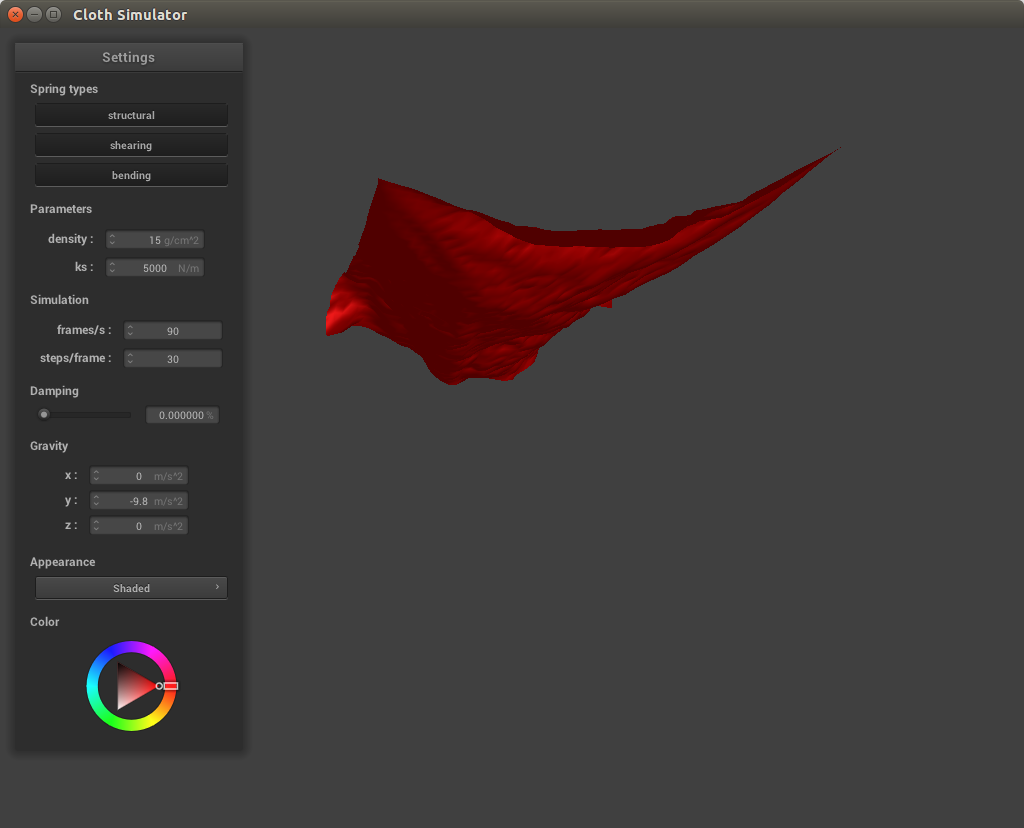 Cloth Simulator
Settings
Spring types
structural
shearing
bending
Parameters
density : 15 g/cm^2
ks : 5000 N/m
Simulation
frames/s : 90
steps/frame : 30
Damping
0.000000 %
Gravity
x : 0 m/s^2
y : -9.8 m/s^2
z : 0 m/s^2
Appearance
Shaded ›
Color